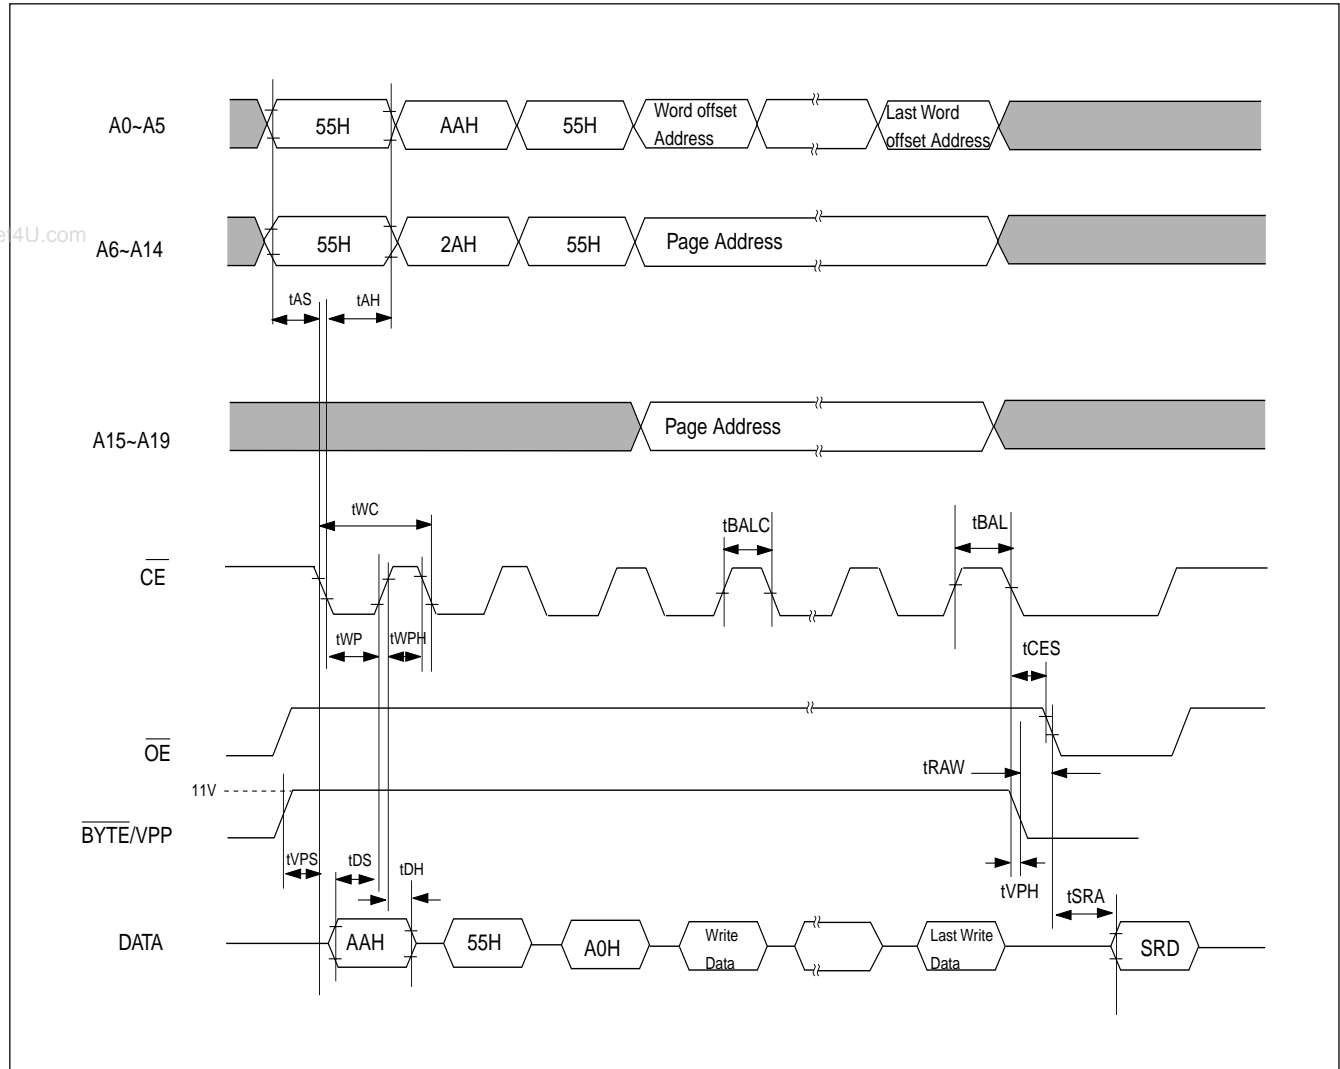 A0~A5
55H
AAH
55H
Word offset
Address
Last Word
offset Address
et4U.com
A6~A14
55H
2AH
55H
Page Address
tAS
tAH
A15~A19
Page Address
tWC
tBALC
tBAL
CE
tWP
tWPH
tCES
OE
tRAW
11V
BYTE/VPP
tVPS
tDS
tDH
tVPH
tSRA
DATA
AAH
55H
A0H
Write
Data
Last Write
Data
SRD